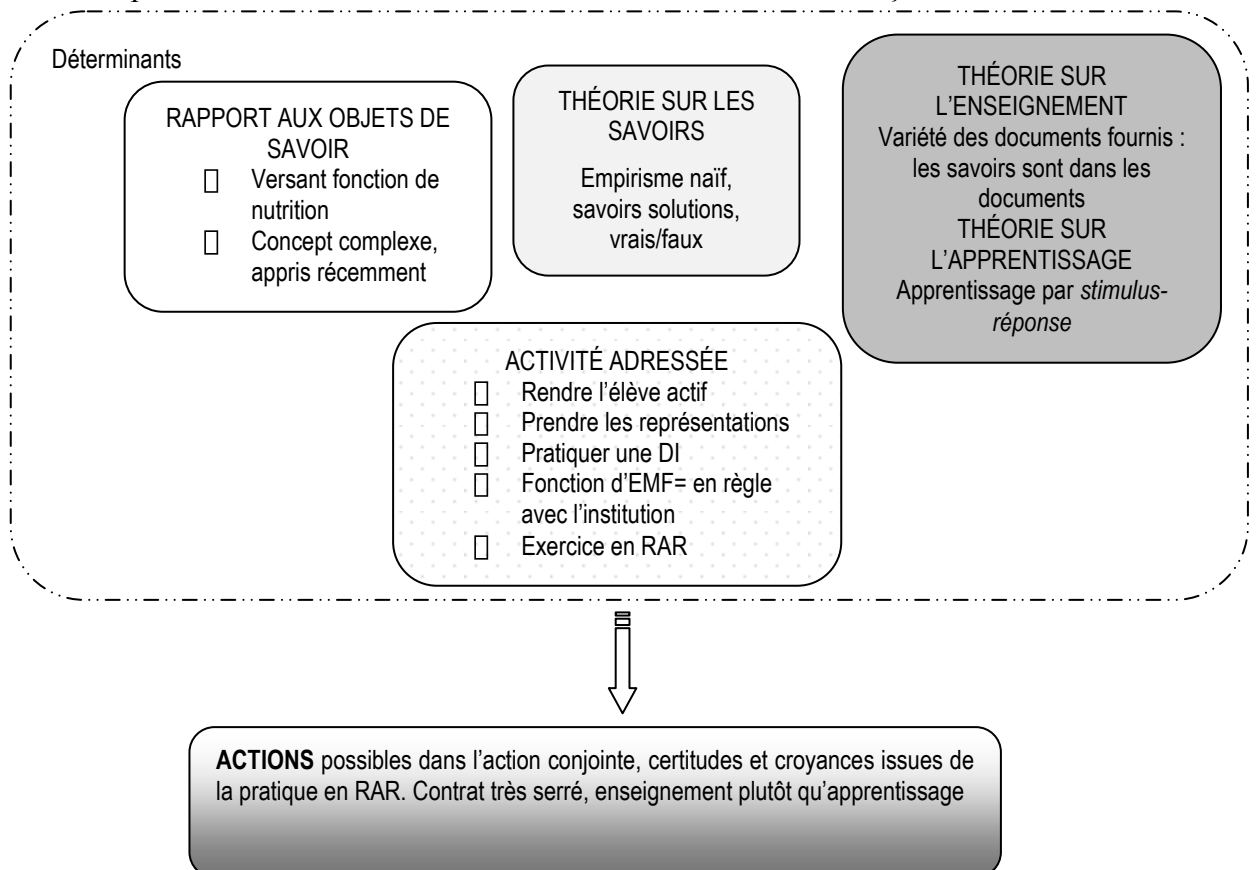 Déterminants
RAPPORT AUX OBJETS DE
SAVOIR
Versant fonction de
nutrition
Concept complexe,
appris récemment
THÉORIE SUR LES
SAVOIRS
Empirisme naïf,
savoirs solutions,
vrais/faux
THÉORIE SUR
L'ENSEIGNEMENT
Variété des documents fournis :
les savoirs sont dans les
documents
THÉORIE SUR
L'APPRENTISSAGE
Apprentissage par stimulus-
réponse
ACTIVITÉ ADRESSÉE
Rendre l'élève actif
Prendre les représentations
Pratiquer une DI
Fonction d'EMF= en règle
avec l'institution
Exercice en RAR
ACTIONS possibles dans l'action conjointe, certitudes et croyances issues de
la pratique en RAR. Contrat très serré, enseignement plutôt qu'apprentissage